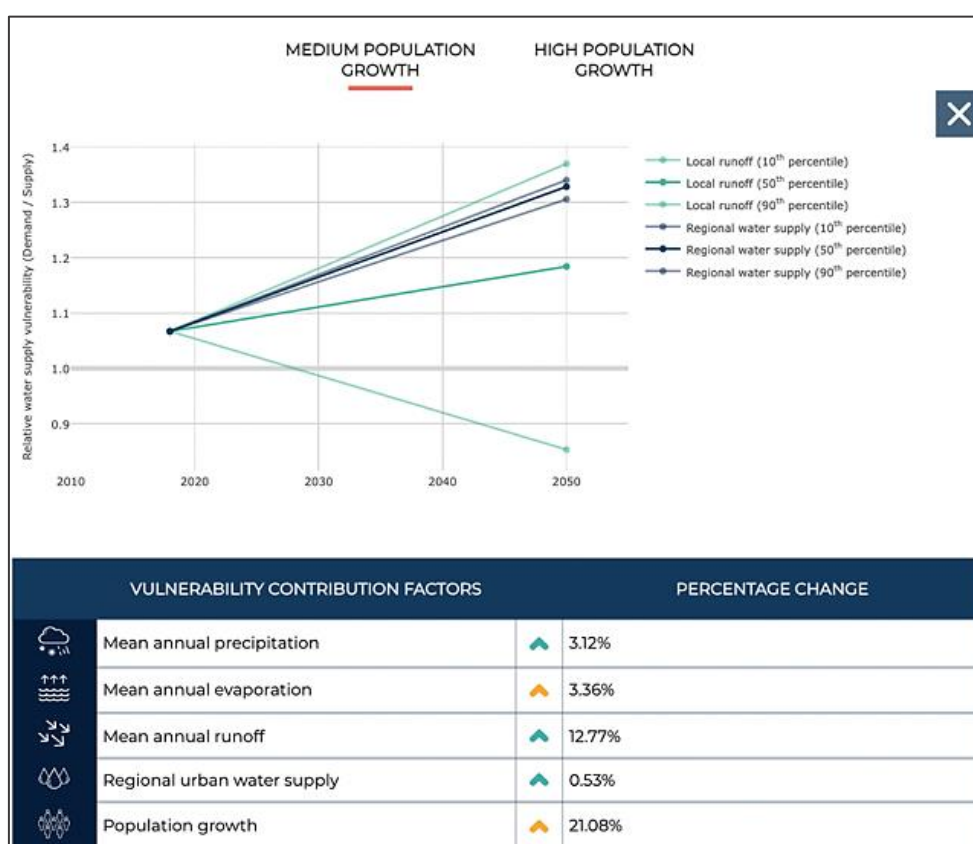 MEDIUM POPULATION
GROWTH
HIGH POPULATION
GROWTH
Relative water supply vulnerability (Demand / Supply)
1.4
1.3
1.2
1.1
1.0
0.9
2010
2020
2030
2040
2050
Local runoff (10th percentile)
Local runoff (50th percentile)
Local runoff (90th percentile)
Regional water supply (10th percentile)
Regional water supply (50th percentile)
Regional water supply (90th percentile)
VULNERABILITY CONTRIBUTION FACTORS PERCENTAGE CHANGE
Mean annual precipitation 3.12%
Mean annual evaporation 3.36%
Mean annual runoff 12.77%
Regional urban water supply 0.53%
Population growth 21.08%